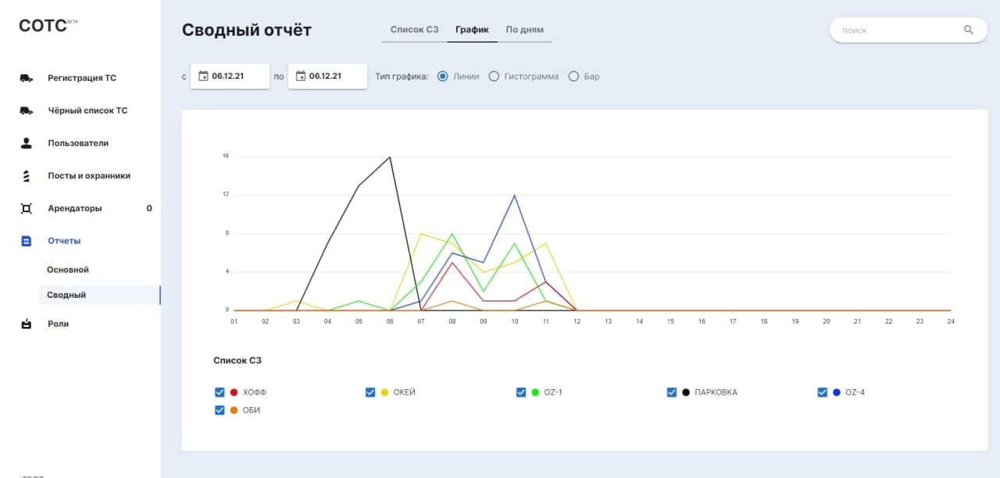 СОТС BETA
Сводный отчёт
Список СЗ График По дням
поиск
с 06.12.21 по 06.12.21 Тип графика: Линии Гистограмма Бар
Регистрация ТС
Чёрный список ТС
Пользователи
Посты и охранники
Арендаторы 0
Отчеты
Основной
Сводный
Роли
16
12
8
4
0
01 02 03 04 05 06 07 08 09 10 11 12 13 14 15 16 17 18 19 20 21 22 23 24
Список СЗ
ХОФФ ОКЕЙ OZ-1 ПАРКОВКА OZ-4
ОБИ